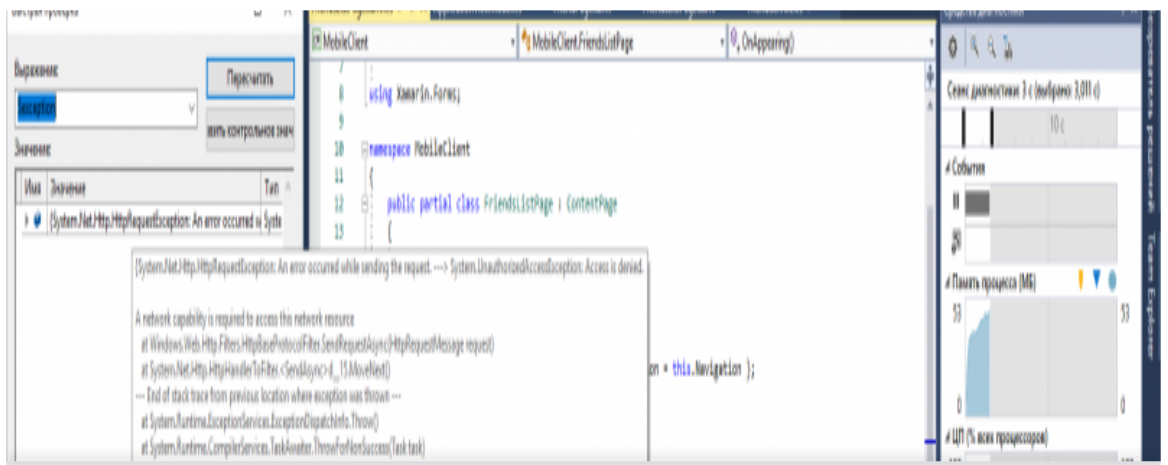 Быстрая проверка
Выражение:
Пересчитать
$exception
Значение:
Имя Значение Тип
{System.Net.Http.HttpRequestException: An error occurred w Syste
MobileClient
MobileClient.FriendsListPage
OnAppearing()
7
8 using Xamarin.Forms;
9
10 namespace MobileClient
11 {
12 public partial class FriendsListPage : ContentPage
13 {
{System.Net.Http.HttpRequestException: An error occurred while sending the request. ---> System.UnauthorizedAccessException: Access is denied.
A network capability is required to access this network resource
at Windows.Web.Http.Filters.HttpBaseProtocolFilter.SendRequestAsync(HttpRequestMessage request)
at System.Net.Http.HttpHandlerToFilter.<SendAsync>d__15.MoveNext()
--- End of stack trace from previous location where exception was thrown ---
at System.Runtime.ExceptionServices.ExceptionDispatchInfo.Throw()
at System.Runtime.CompilerServices.TaskAwaiter.ThrowForNonSuccess(Task task)
on = this.Navigation };
Сеанс диагностики: 3 с (выбрано: 3,011 с)
10 с
События
Память процесса (МБ)
53 53
0 0
ЦП (% всех процессоров)
Team Explorer